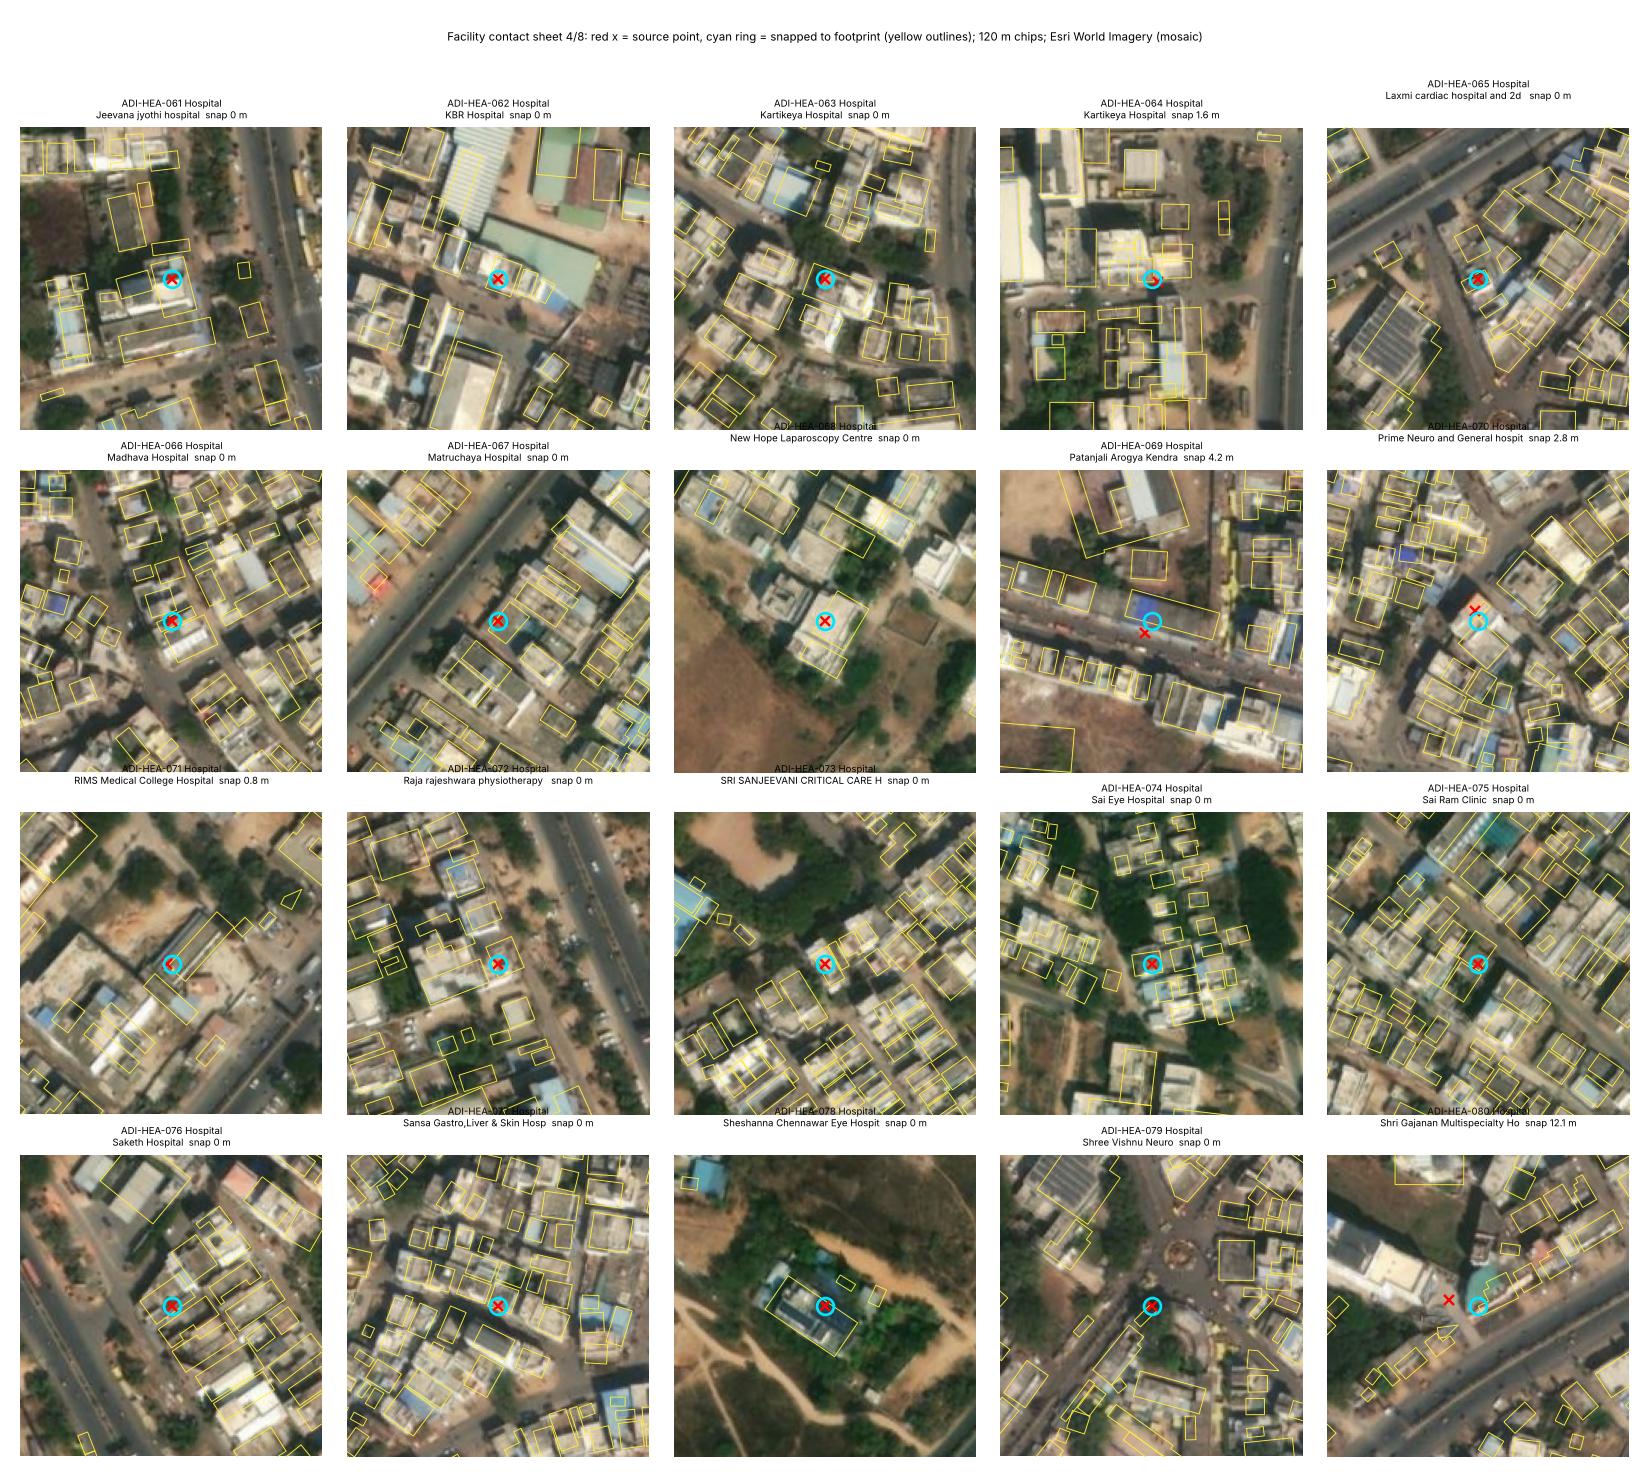 Facility contact sheet 4/8: red x = source point, cyan ring = snapped to footprint (yellow outlines); 120 m chips; Esri World Imagery (mosaic)
ADI-HEA-061 Hospital
Jeevana jyothi hospital snap 0 m
ADI-HEA-062 Hospital
KBR Hospital snap 0 m
ADI-HEA-063 Hospital
Kartikeya Hospital snap 0 m
ADI-HEA-064 Hospital
Kartikeya Hospital snap 1.6 m
ADI-HEA-065 Hospital
Laxmi cardiac hospital and 2d snap 0 m
ADI-HEA-066 Hospital
Madhava Hospital snap 0 m
ADI-HEA-067 Hospital
Matruchaya Hospital snap 0 m
ADI-HEA-068 Hospital
New Hope Laparoscopy Centre snap 0 m
ADI-HEA-069 Hospital
Patanjali Arogya Kendra snap 4.2 m
ADI-HEA-070 Hospital
Prime Neuro and General hospit snap 2.8 m
ADI-HEA-071 Hospital
RIMS Medical College Hospital snap 0.8 m
ADI-HEA-072 Hospital
Raja rajeshwara physiotherapy snap 0 m
ADI-HEA-073 Hospital
SRI SANJEEVANI CRITICAL CARE H snap 0 m
ADI-HEA-074 Hospital
Sai Eye Hospital snap 0 m
ADI-HEA-075 Hospital
Sai Ram Clinic snap 0 m
ADI-HEA-076 Hospital
Saketh Hospital snap 0 m
ADI-HEA-077 Hospital
Sansa Gastro,Liver & Skin Hosp snap 0 m
ADI-HEA-078 Hospital
Sheshanna Chennawar Eye Hospit snap 0 m
ADI-HEA-079 Hospital
Shree Vishnu Neuro snap 0 m
ADI-HEA-080 Hospital
Shri Gajanan Multispecialty Ho snap 12.1 m